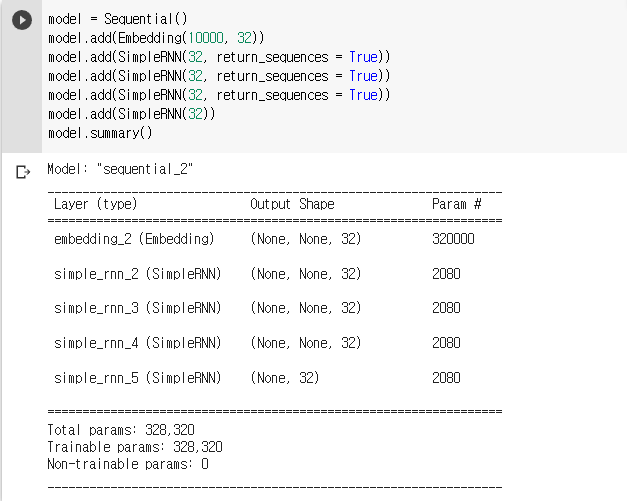 model = Sequential()
model.add(Embedding(10000, 32))
model.add(SimpleRNN(32, return_sequences = True))
model.add(SimpleRNN(32, return_sequences = True))
model.add(SimpleRNN(32, return_sequences = True))
model.add(SimpleRNN(32))
model.summary()
Model: "sequential_2"
_________________________________________________________________
Layer (type) Output Shape Param #
=================================================================
embedding_2 (Embedding) (None, None, 32) 320000
simple_rnn_2 (SimpleRNN) (None, None, 32) 2080
simple_rnn_3 (SimpleRNN) (None, None, 32) 2080
simple_rnn_4 (SimpleRNN) (None, None, 32) 2080
simple_rnn_5 (SimpleRNN) (None, 32) 2080
=================================================================
Total params: 328,320
Trainable params: 328,320
Non-trainable params: 0
_________________________________________________________________